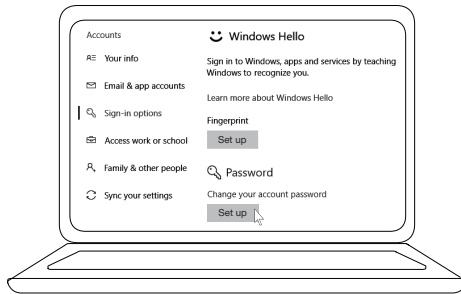 Accounts
Your info
Email & app accounts
Sign-in options
Access work or school
Family & other people
Sync your settings
Windows Hello
Sign in to Windows, apps and services by teaching
Windows to recognize you.
Learn more about Windows Hello
Fingerprint
Set up
Password
Change your account password
Set up